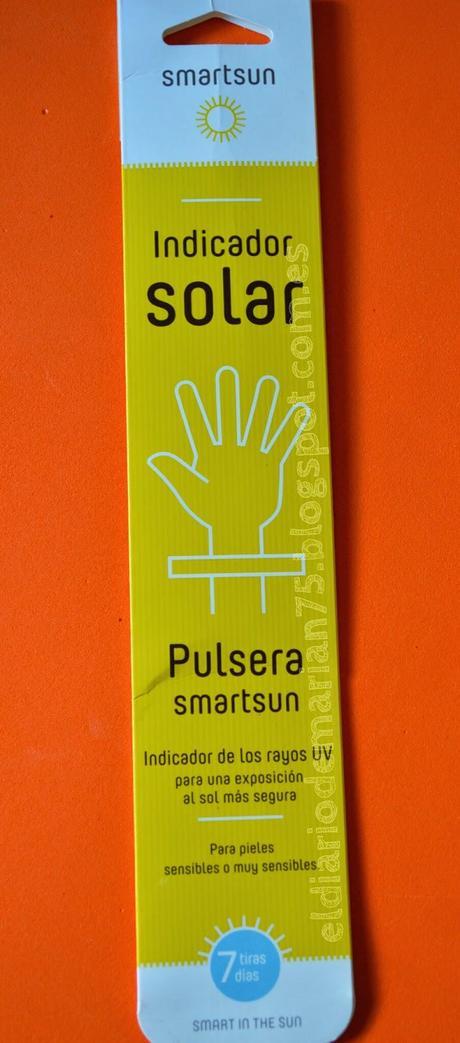 smartsun
Indicador
solar
Pulsera
smartsun
Indicador de los rayos UV
para una exposición
al sol más segura
Para pieles
sensibles o muy sensibles.
7 tiras
días
SMART IN THE SUN
eldiariodemarian75.blogspot.com.es